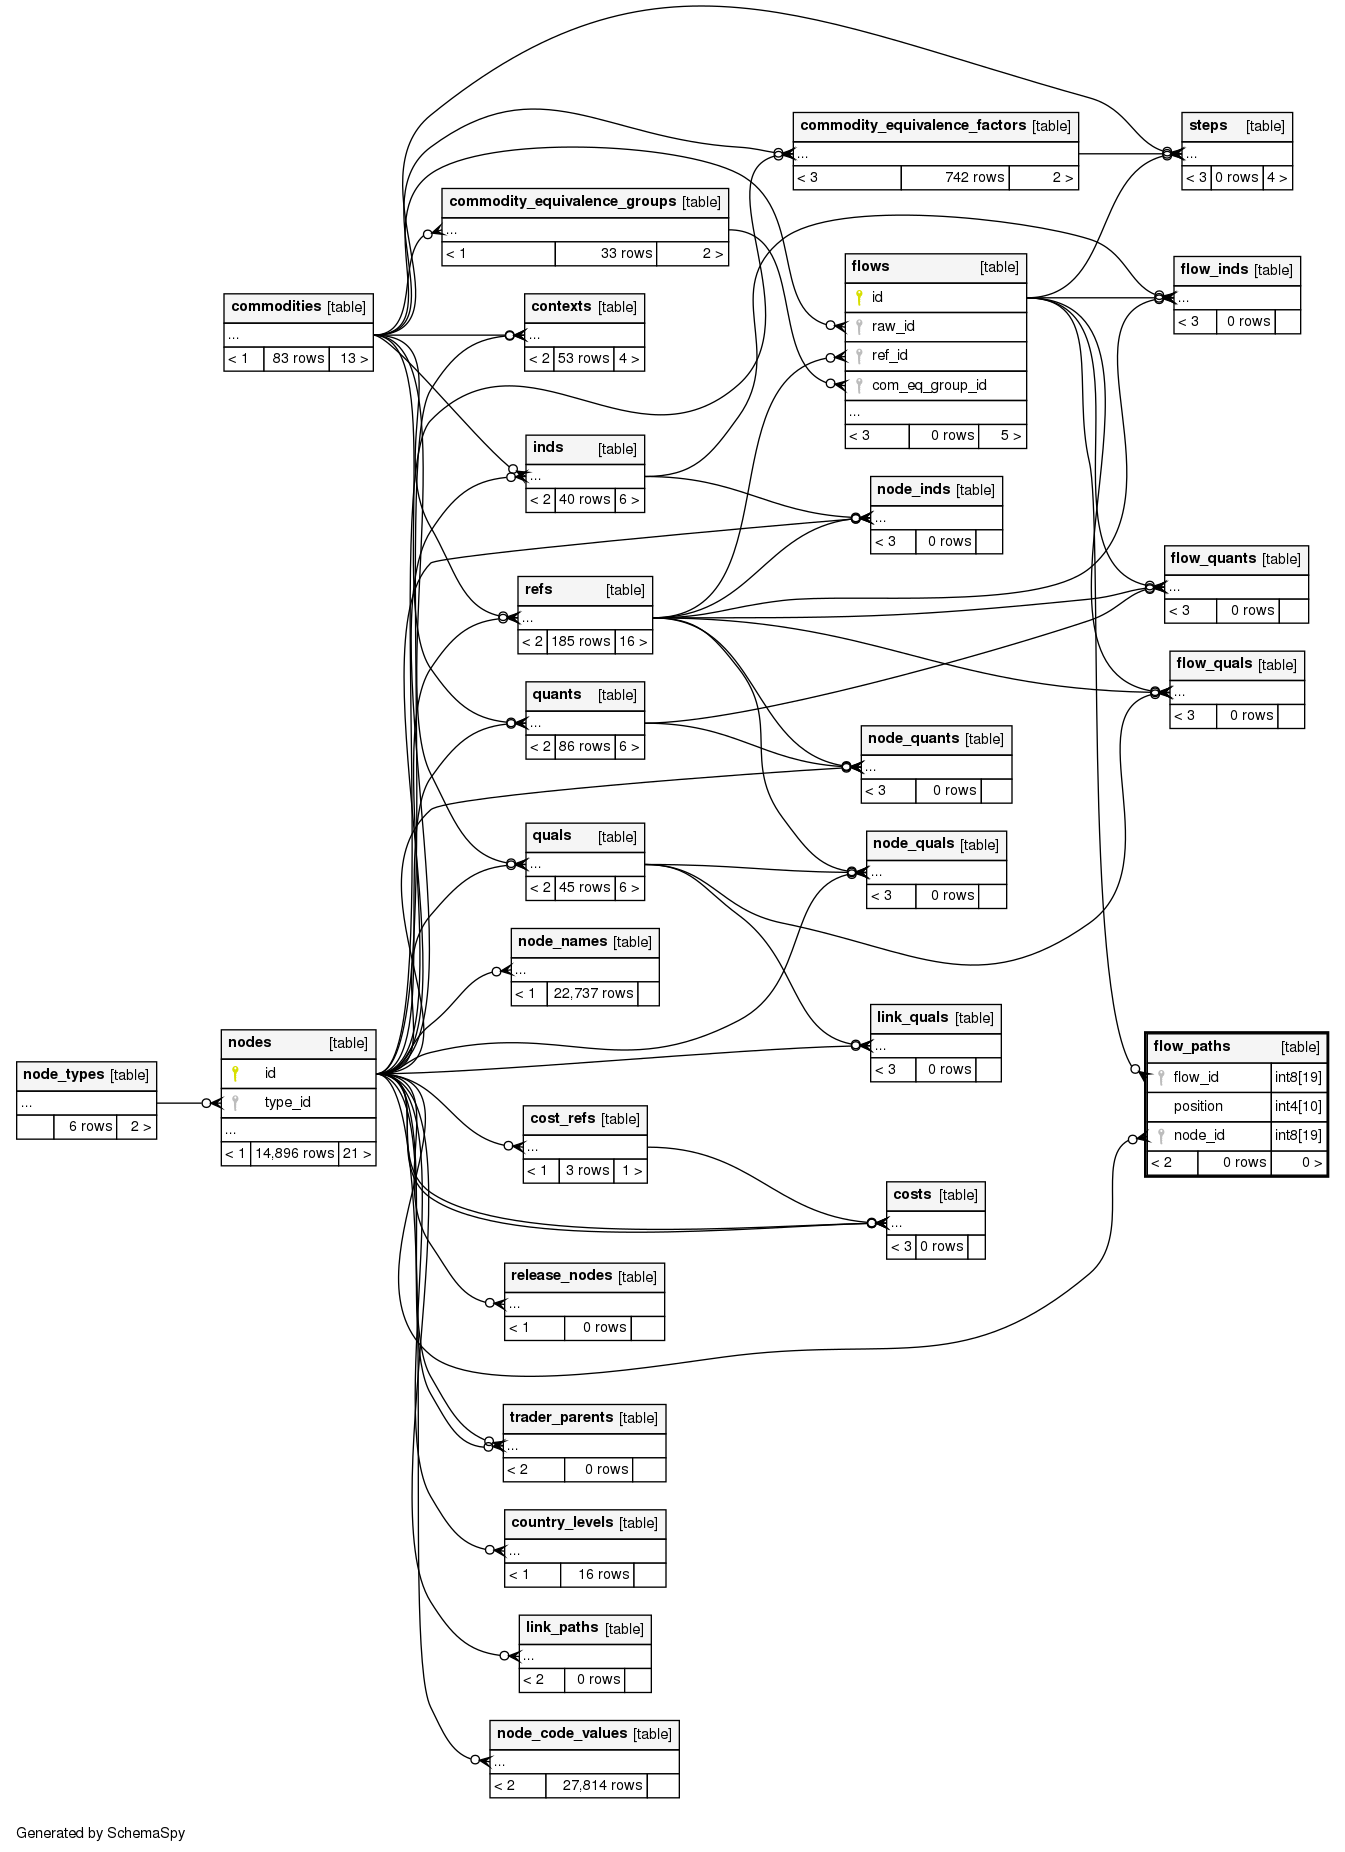 commodity_equivalence_factors [table]
...
< 3 742 rows 2 >
steps [table]
...
< 3 0 rows 4 >
commodity_equivalence_groups [table]
...
< 1 33 rows 2 >
flows [table]
id
raw_id
ref_id
com_eq_group_id
...
< 3 0 rows 5 >
flow_inds [table]
...
< 3 0 rows
commodities [table]
...
< 1 83 rows 13 >
contexts [table]
...
< 2 53 rows 4 >
inds [table]
...
< 2 40 rows 6 >
node_inds [table]
...
< 3 0 rows
flow_quants [table]
...
< 3 0 rows
refs [table]
...
< 2 185 rows 16 >
flow_quals [table]
...
< 3 0 rows
quants [table]
...
< 2 86 rows 6 >
node_quants [table]
...
< 3 0 rows
quals [table]
...
< 2 45 rows 6 >
node_quals [table]
...
< 3 0 rows
node_names [table]
...
< 1 22,737 rows
link_quals [table]
...
< 3 0 rows
node_types [table]
...
6 rows 2 >
nodes [table]
id
type_id
...
< 1 14,896 rows 21 >
flow_paths [table]
flow_id int8[19]
position int4[10]
node_id int8[19]
< 2 0 rows 0 >
cost_refs [table]
...
< 1 3 rows 1 >
costs [table]
...
< 3 0 rows
release_nodes [table]
...
< 1 0 rows
trader_parents [table]
...
< 2 0 rows
country_levels [table]
...
< 1 16 rows
link_paths [table]
...
< 2 0 rows
node_code_values [table]
...
< 2 27,814 rows
Generated by SchemaSpy